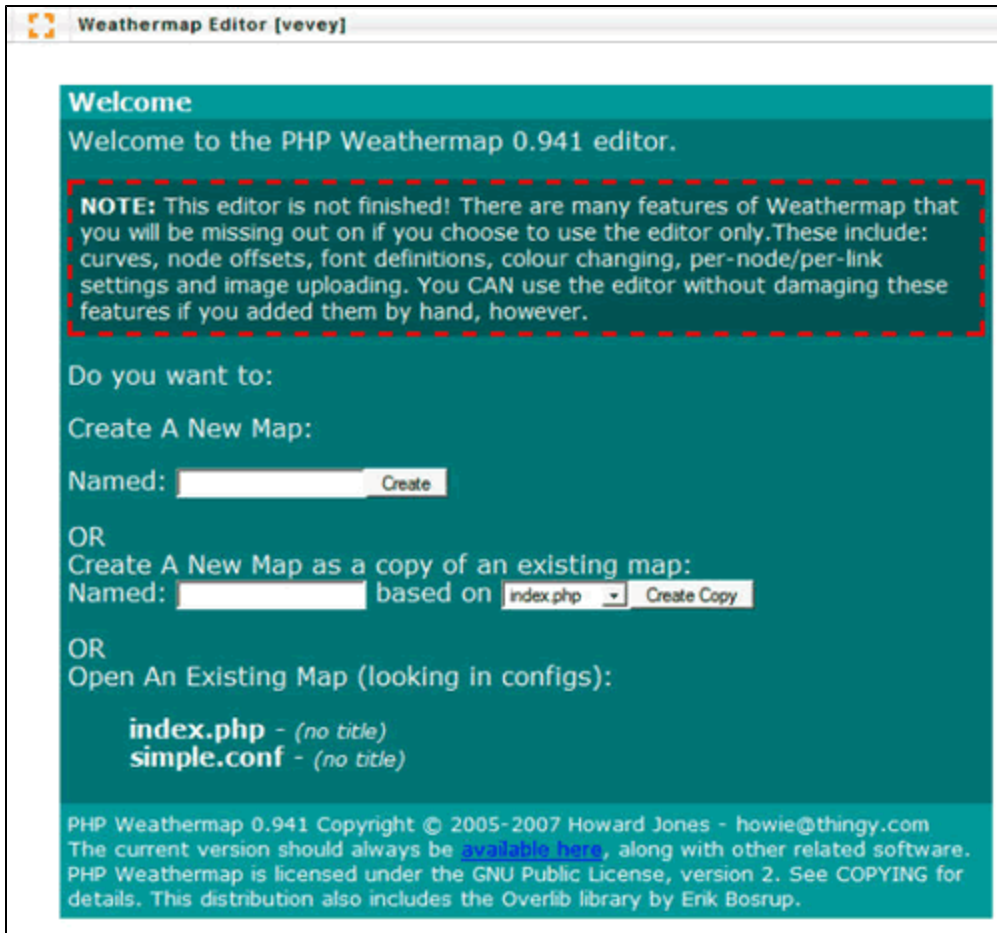 Weathermap Editor [vevey]
Welcome
Welcome to the PHP Weathermap 0.941 editor.
NOTE: This editor is not finished! There are many features of Weathermap that
you will be missing out on if you choose to use the editor only.These include:
curves, node offsets, font definitions, colour changing, per-node/per-link
settings and image uploading. You CAN use the editor without damaging these
features if you added them by hand, however.
Do you want to:
Create A New Map:
Named: Create
OR
Create A New Map as a copy of an existing map:
Named: based on index.php Create Copy
OR
Open An Existing Map (looking in configs):
index.php - (no title)
simple.conf - (no title)
PHP Weathermap 0.941 Copyright © 2005-2007 Howard Jones - howie@thingy.com
The current version should always be available here, along with other related software.
PHP Weathermap is licensed under the GNU Public License, version 2. See COPYING for
details. This distribution also includes the Overlib library by Erik Bosrup.